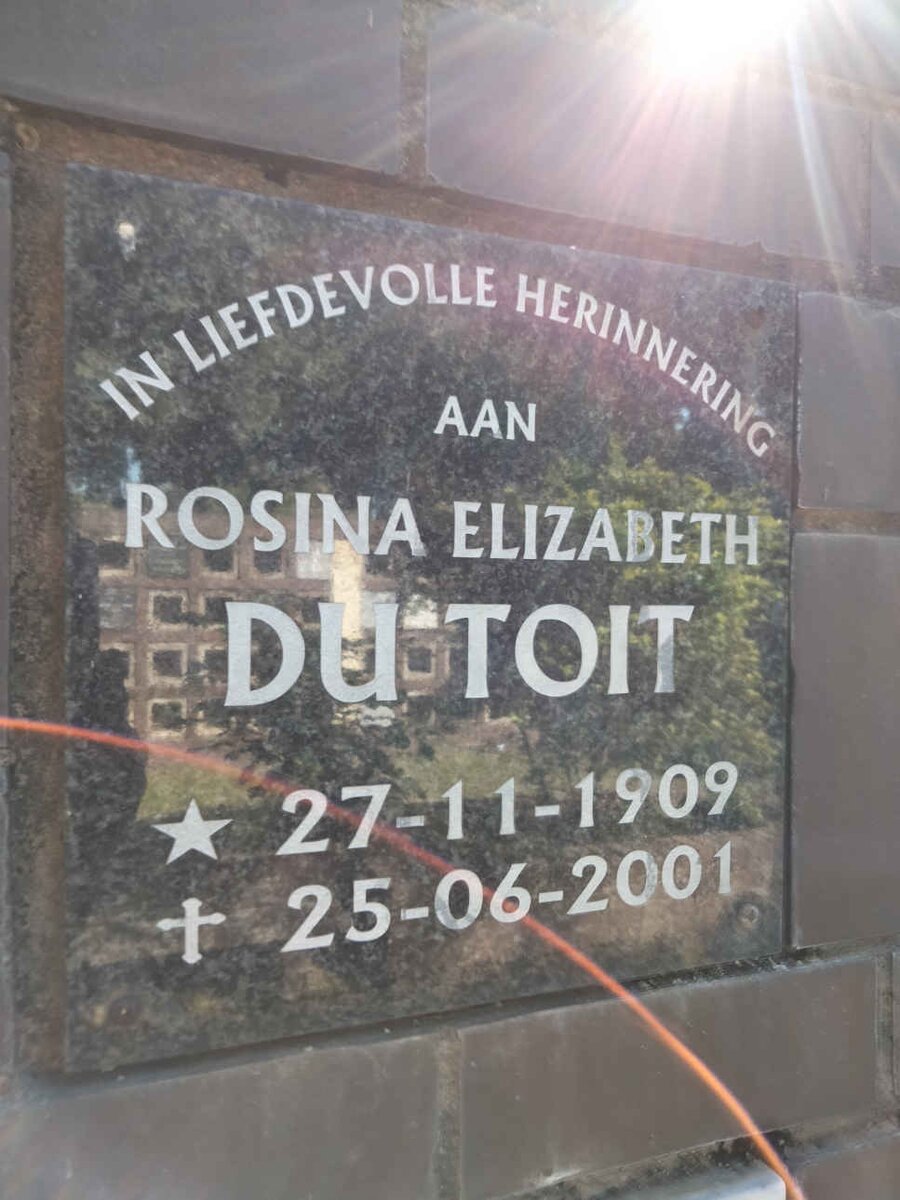 IN LIEFDEVOLLE HERINNERING
AAN
ROSINA ELIZABETH
DU TOIT
27-11-1909
25-06-2001